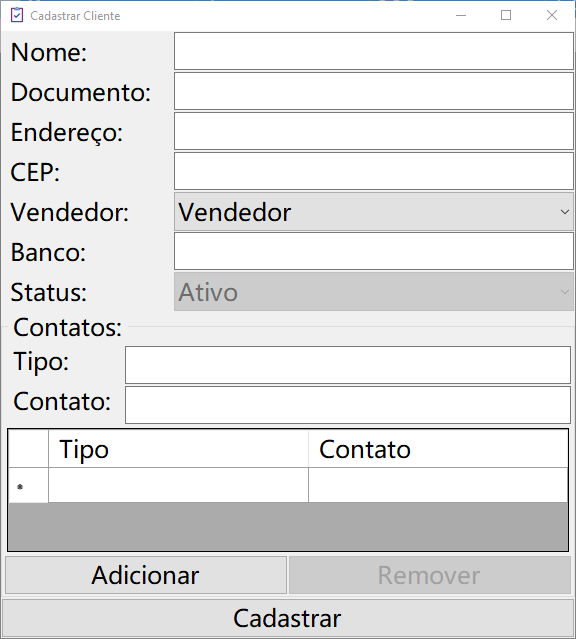 Cadastrar Cliente
Nome:
Documento:
Endereço:
CEP:
Vendedor: Vendedor
Banco:
Status: Ativo
Contatos:
Tipo:
Contato:
Tipo Contato
*
Adicionar Remover
Cadastrar